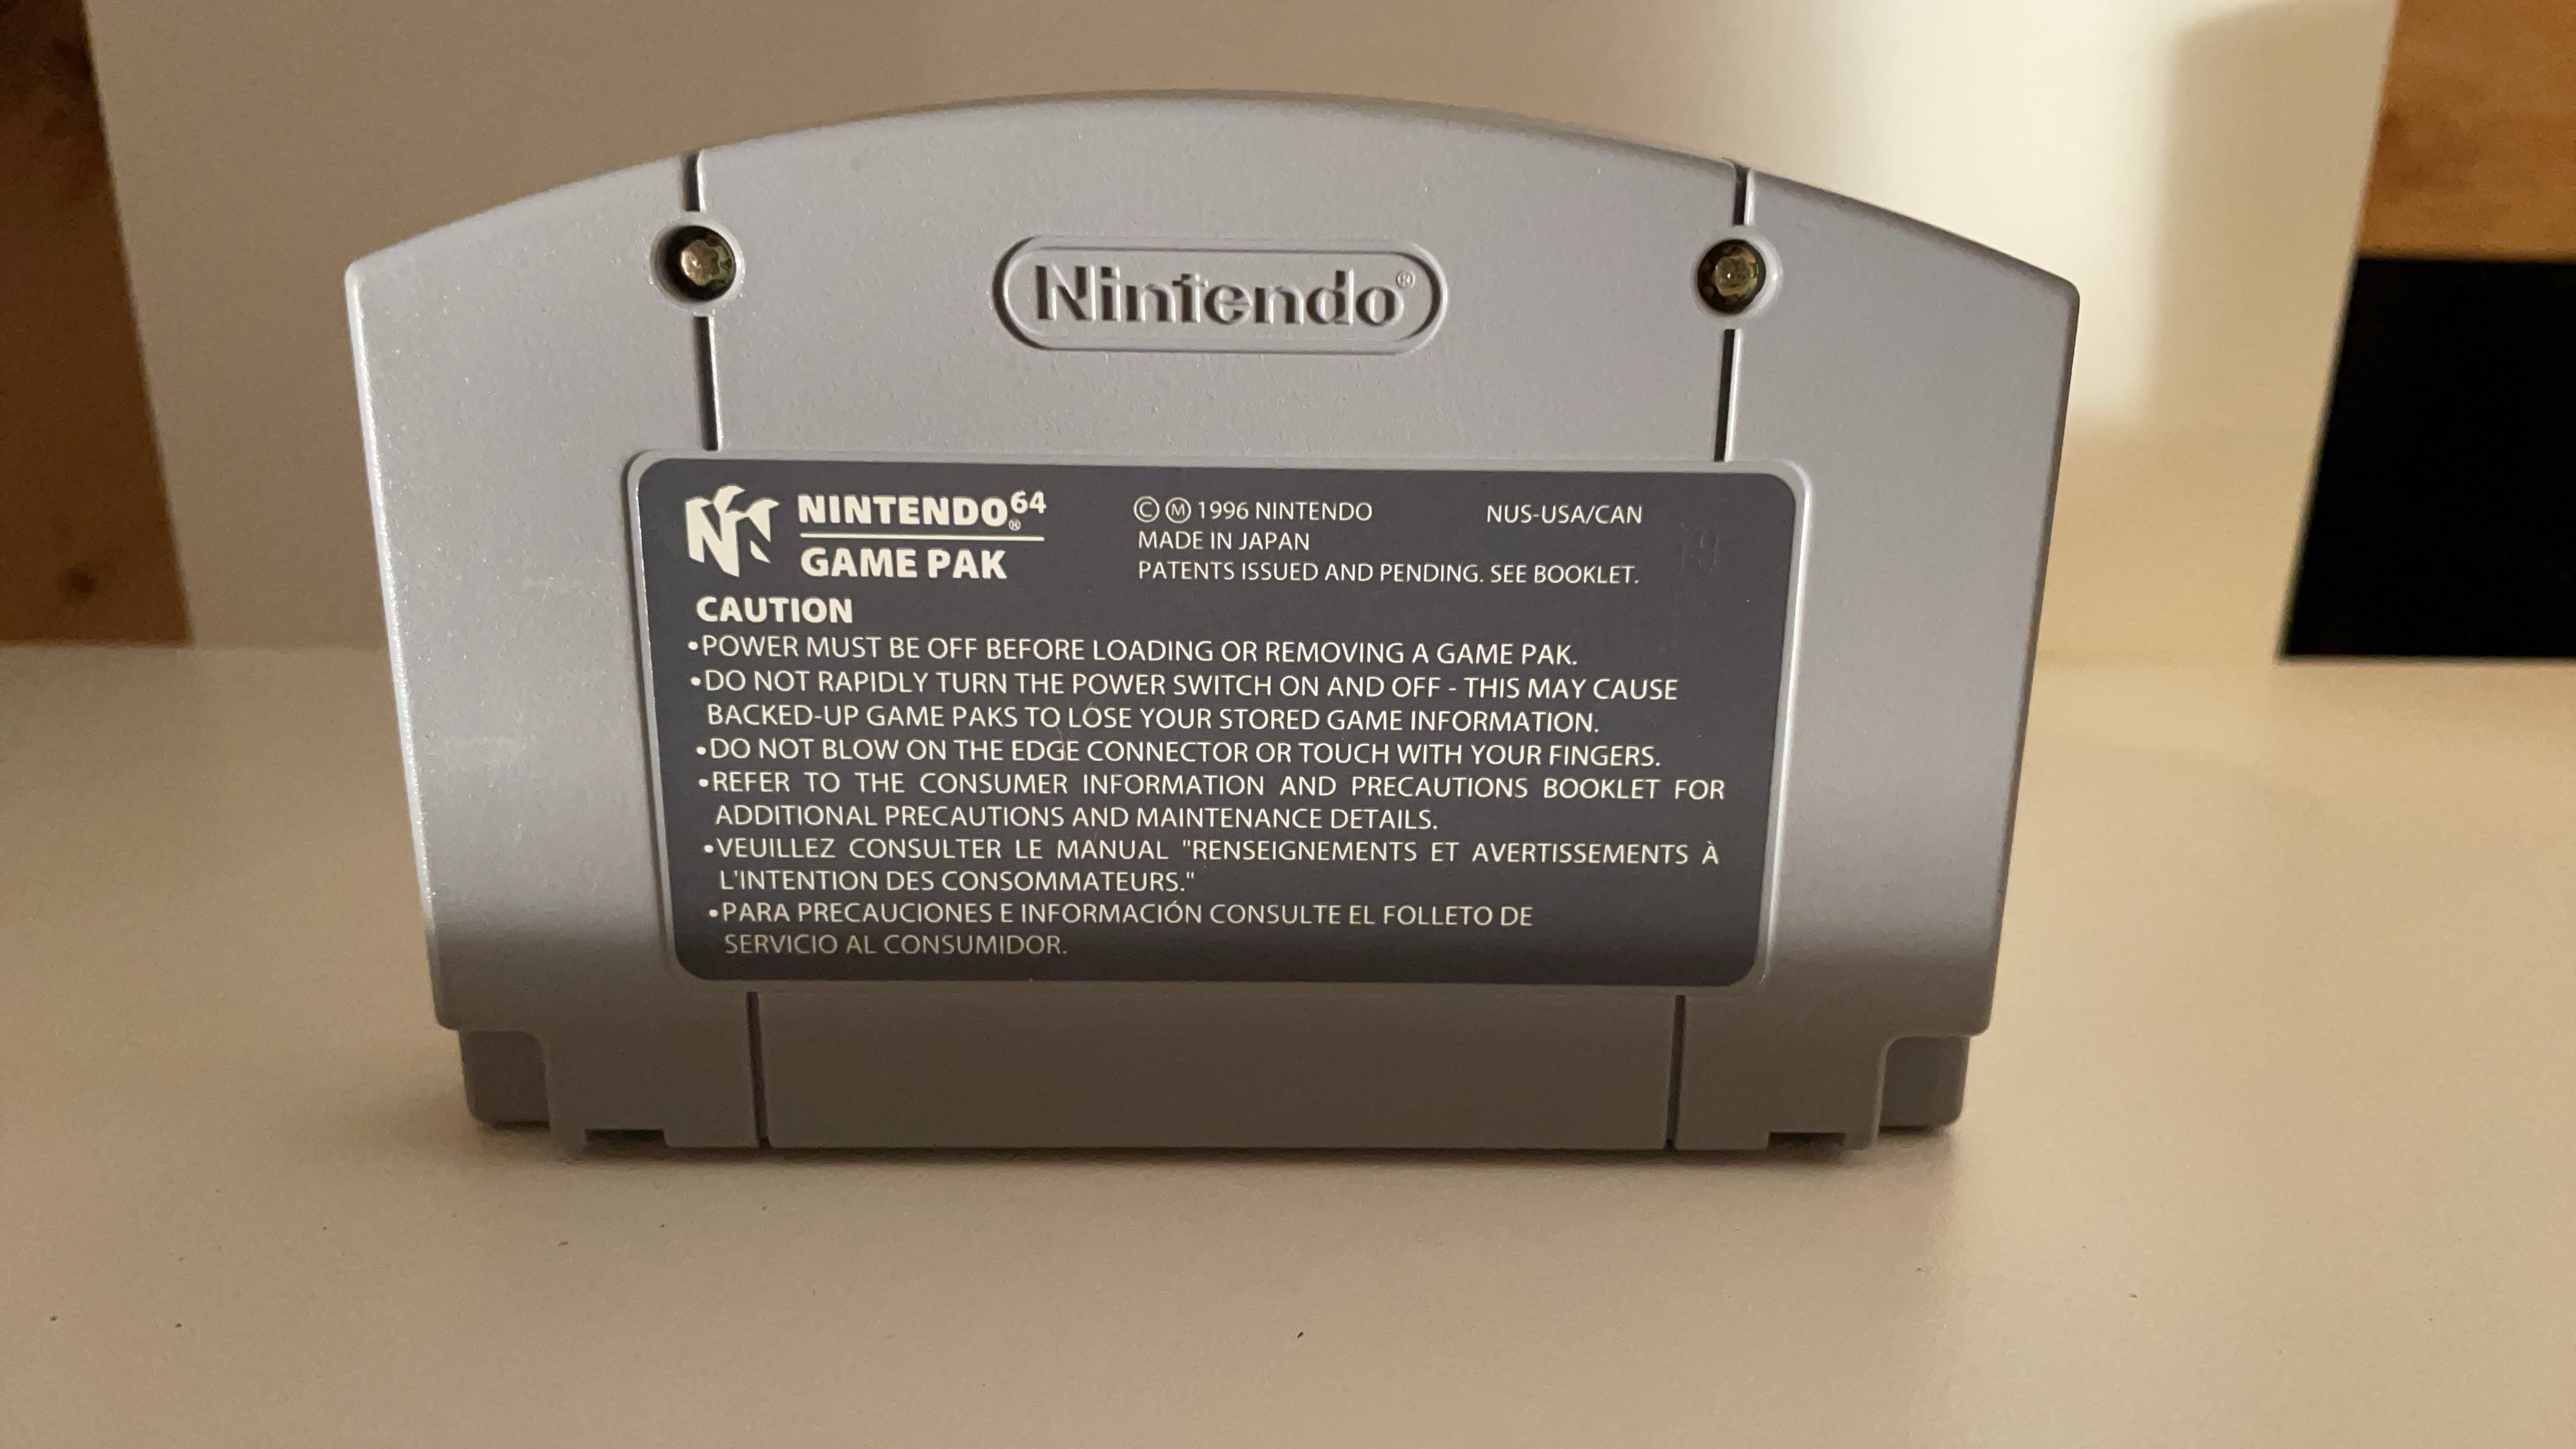 Nintendo®
NINTENDO64®
GAME PAK
ⒸⓂ 1996 NINTENDO NUS-USA/CAN
MADE IN JAPAN
PATENTS ISSUED AND PENDING. SEE BOOKLET.
CAUTION
•POWER MUST BE OFF BEFORE LOADING OR REMOVING A GAME PAK.
•DO NOT RAPIDLY TURN THE POWER SWITCH ON AND OFF - THIS MAY CAUSE
BACKED-UP GAME PAKS TO LOSE YOUR STORED GAME INFORMATION.
•DO NOT BLOW ON THE EDGE CONNECTOR OR TOUCH WITH YOUR FINGERS.
•REFER TO THE CONSUMER INFORMATION AND PRECAUTIONS BOOKLET FOR
ADDITIONAL PRECAUTIONS AND MAINTENANCE DETAILS.
•VEUILLEZ CONSULTER LE MANUAL "RENSEIGNEMENTS ET AVERTISSEMENTS À
L'INTENTION DES CONSOMMATEURS."
•PARA PRECAUCIONES E INFORMACIÓN CONSULTE EL FOLLETO DE
SERVICIO AL CONSUMIDOR.